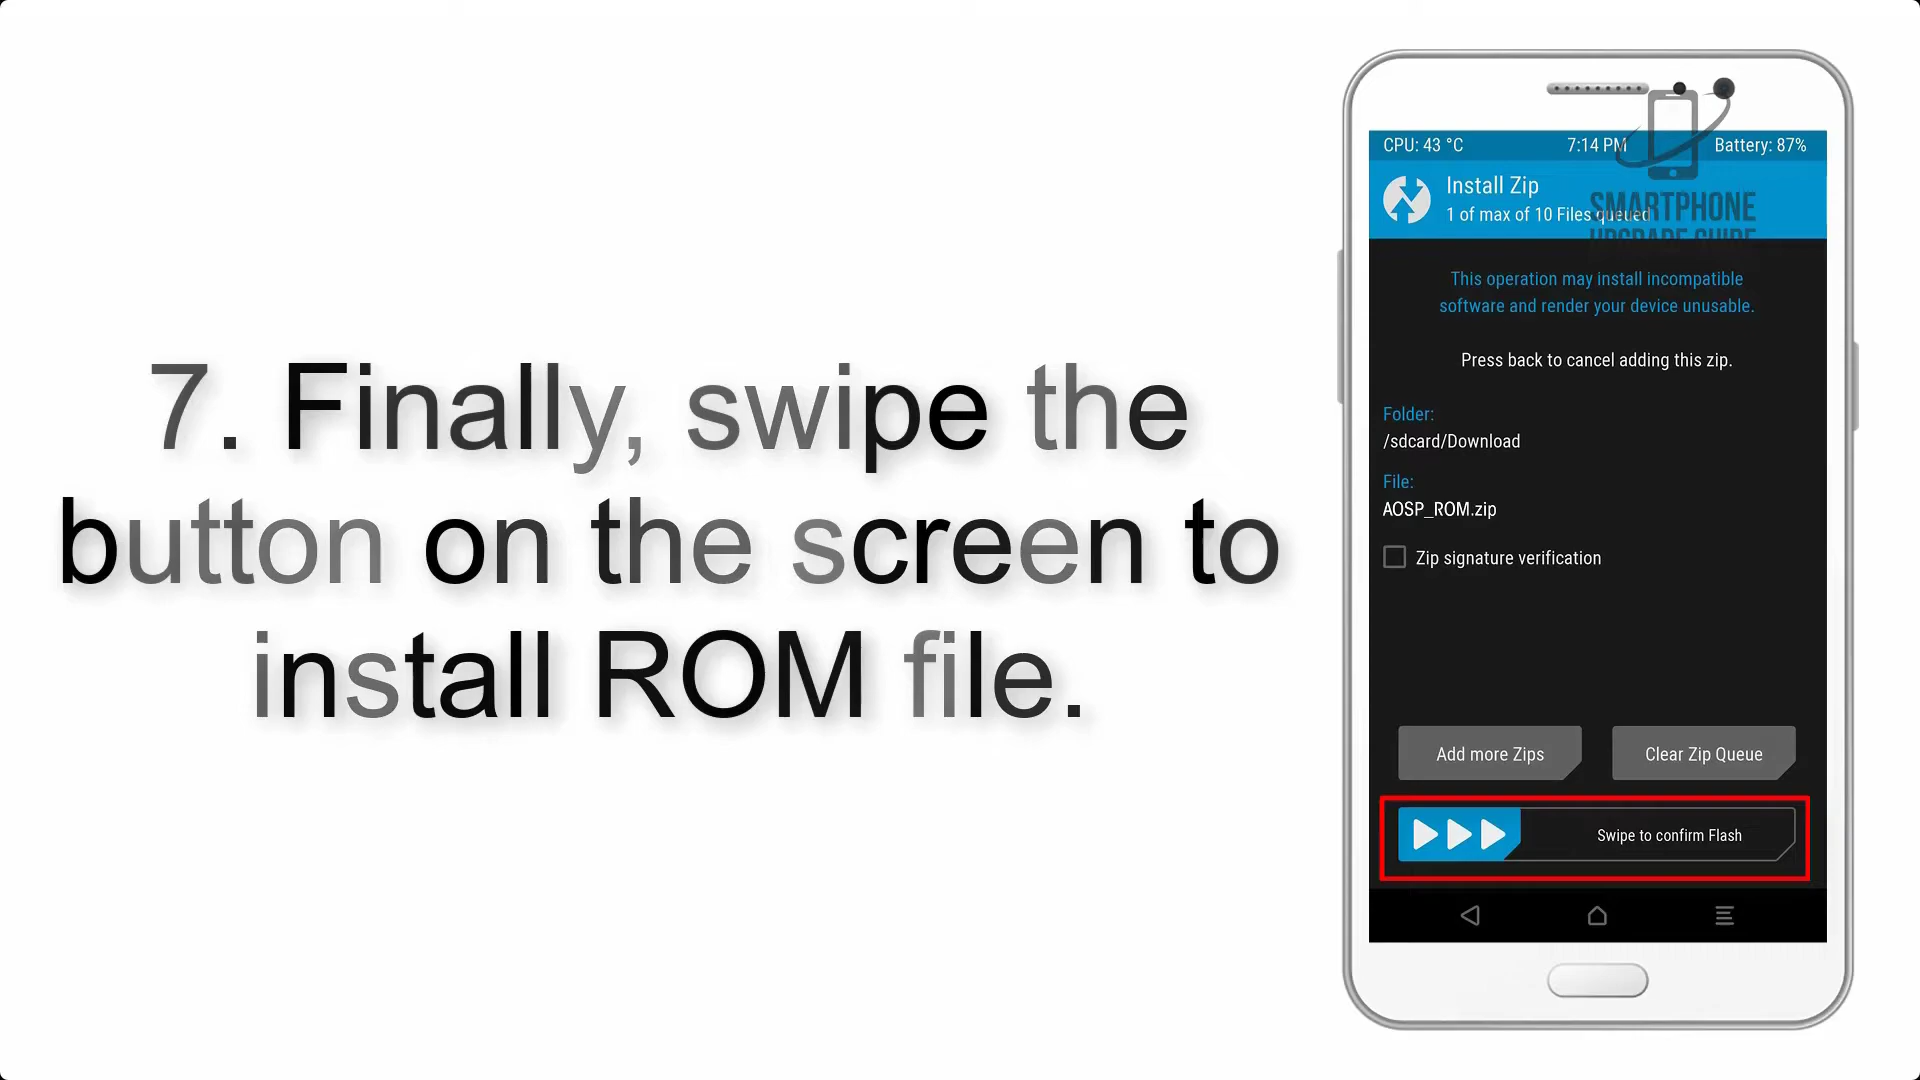 7. Finally, swipe the
button on the screen to
install ROM file.
CPU: 43 °C 7:14 PM Battery: 87%
Install Zip
1 of max of 10 Files queued
SMARTPHONE
UPGRADE GUIDE
This operation may install incompatible
software and render your device unusable.
Press back to cancel adding this zip.
Folder:
/sdcard/Download
File:
AOSP_ROM.zip
Zip signature verification
Add more Zips Clear Zip Queue
Swipe to confirm Flash